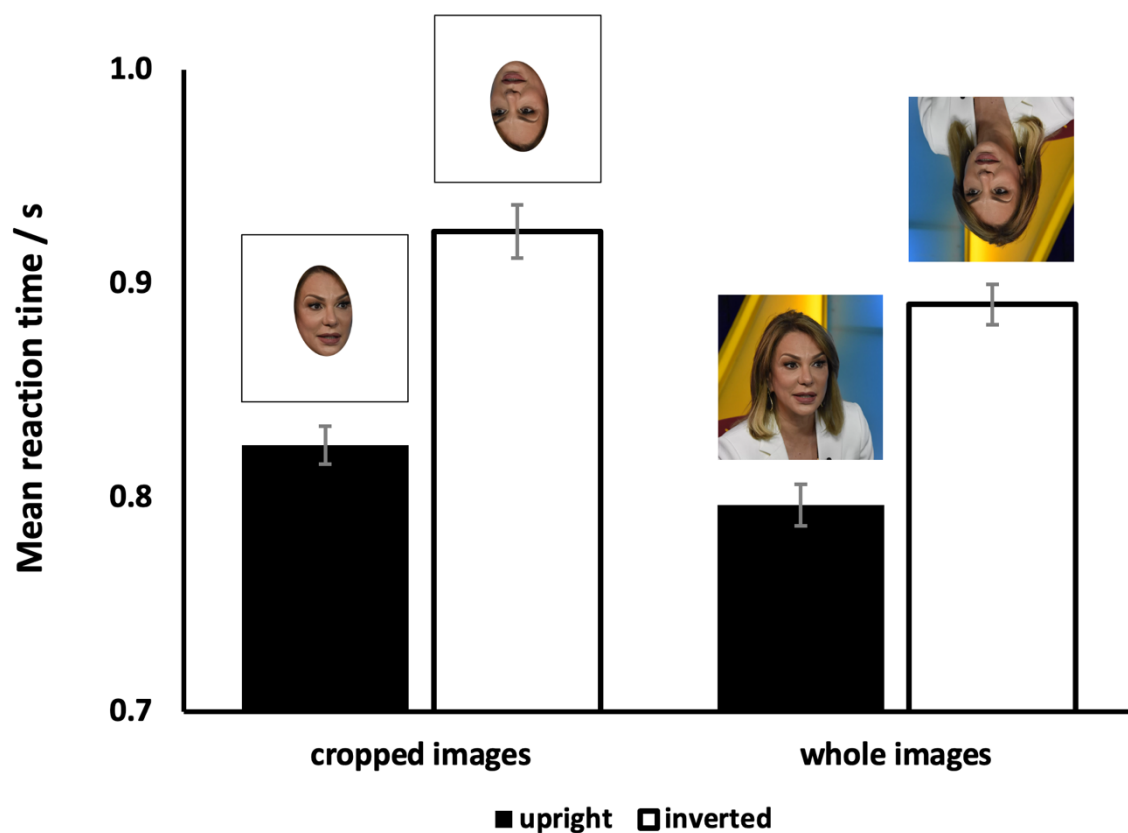 Mean reaction time / s
1.0
0.9
0.8
0.7
cropped images
whole images
upright
inverted